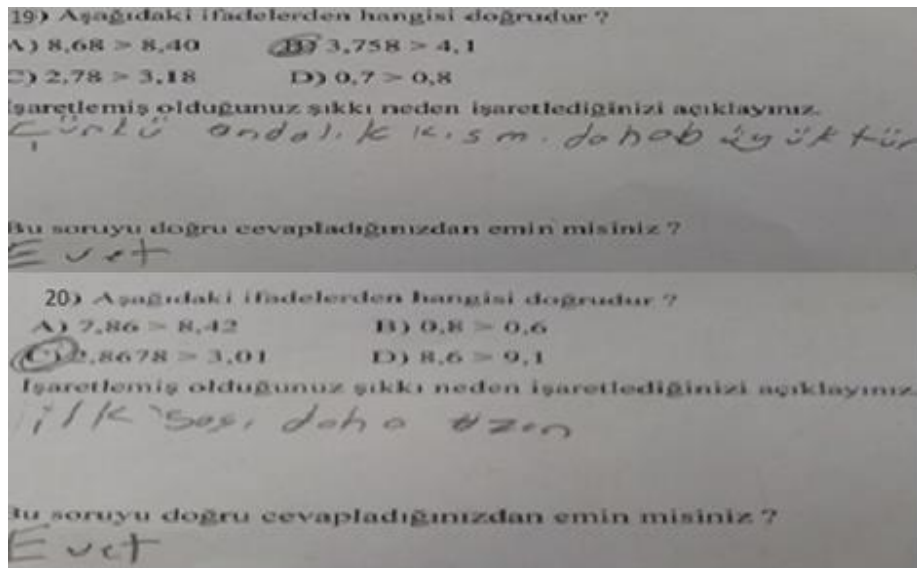 19) Aşağıdaki ifadelerden hangisi doğrudur ?
A) 8,68 > 8,40 B) 3,758 > 4,1
C) 2,78 > 3,18 D) 0,7 > 0,8
İşaretlemiş olduğunuz şıkkı neden işaretlediğinizi açıklayınız.
Çünkü ondalık kısmı daha büyüktür
Bu soruyu doğru cevapladığınızdan emin misiniz ?
Evet
20) Aşağıdaki ifadelerden hangisi doğrudur ?
A) 7,86 > 8,42 B) 0,8 > 0,6
C) 2,8678 > 3,01 D) 8,6 > 9,1
İşaretlemiş olduğunuz şıkkı neden işaretlediğinizi açıklayınız
ilk daha uzun
Bu soruyu doğru cevapladığınızdan emin misiniz ?
Evet